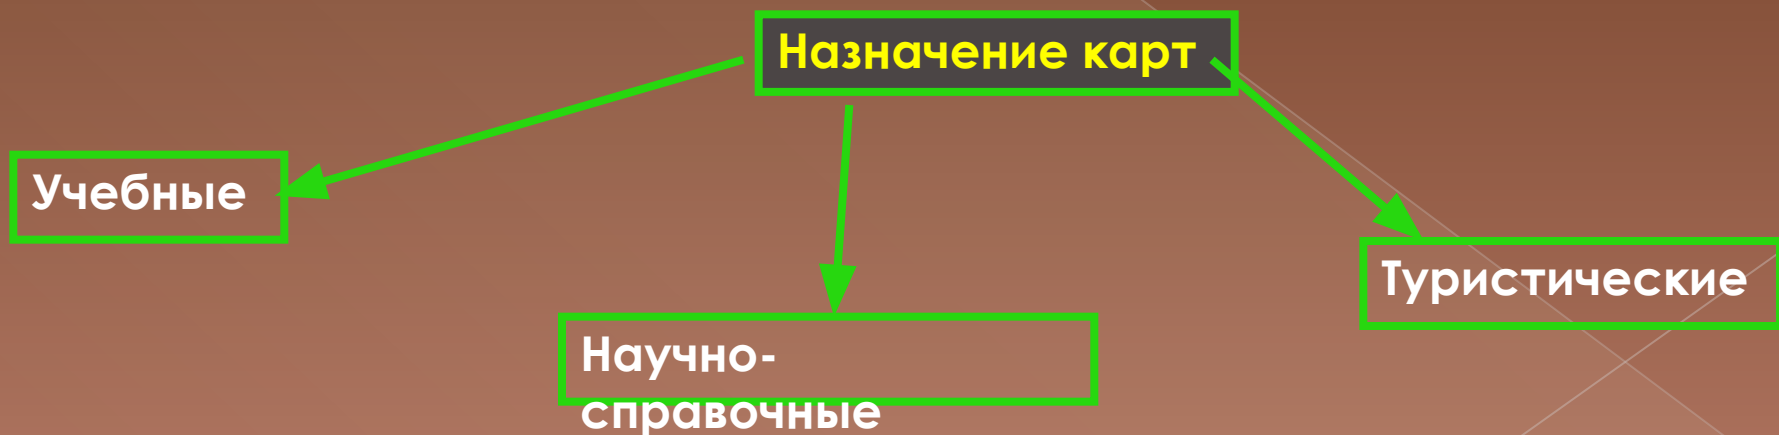 Назначение карт
Учебные
Туристические
Научно-
справочные